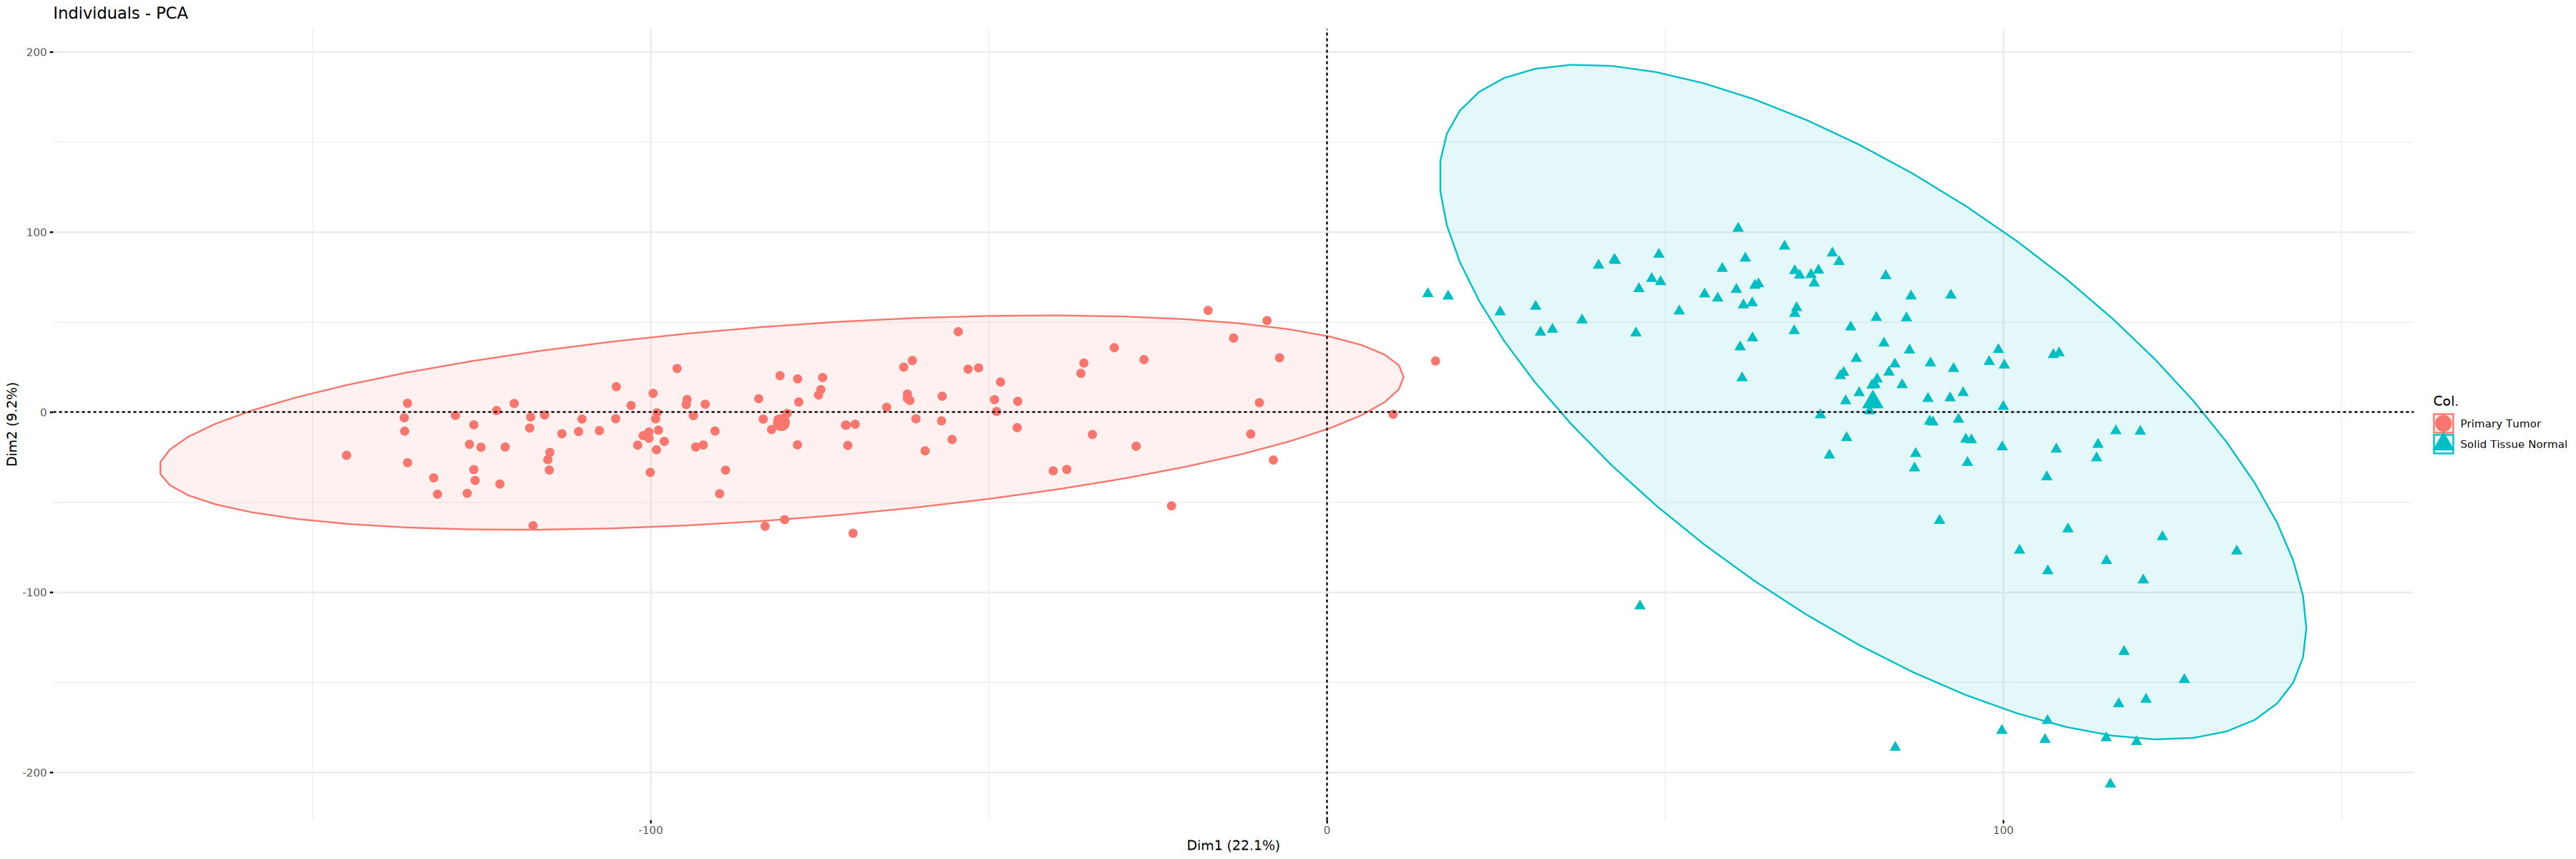 Individuals - PCA
200
100
0
-100
-200
Dim2 (9.2%)
-100
0
100
Dim1 (22.1%)
Col.
Primary Tumor
Solid Tissue Normal